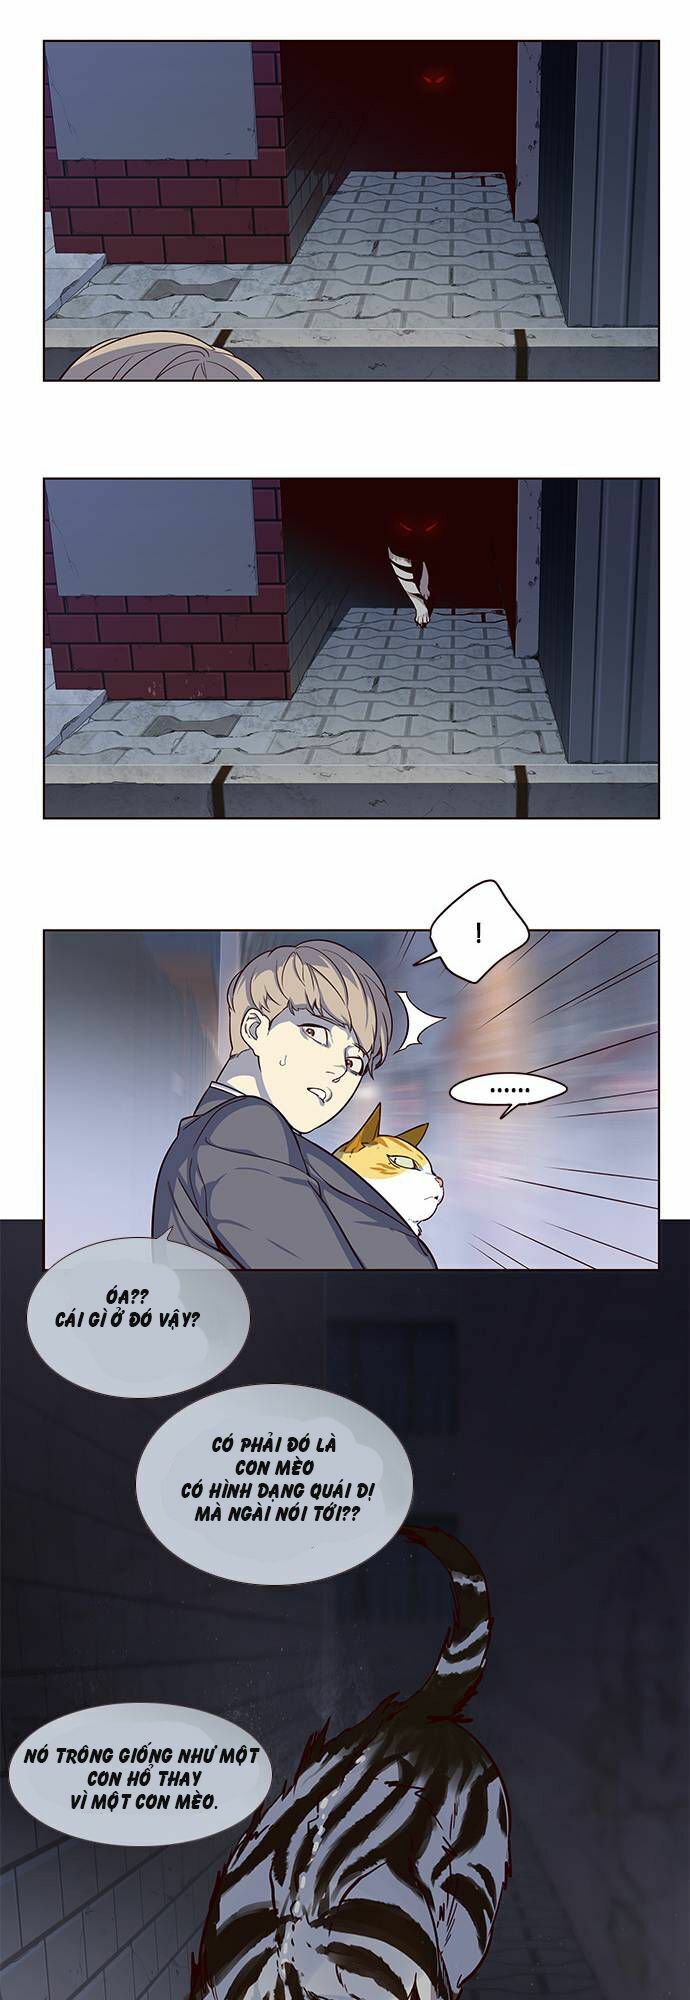 !
......
ÓA??
CÁI GÌ Ở ĐÓ VẬY?
CÓ PHẢI ĐÓ LÀ
CON MÈO
CÓ HÌNH DẠNG QUÁI DỊ
MÀ NGÀI NÓI TỚI??
NÓ TRÔNG GIỐNG NHƯ MỘT
CON HỔ THAY
VÌ MỘT CON MÈO.